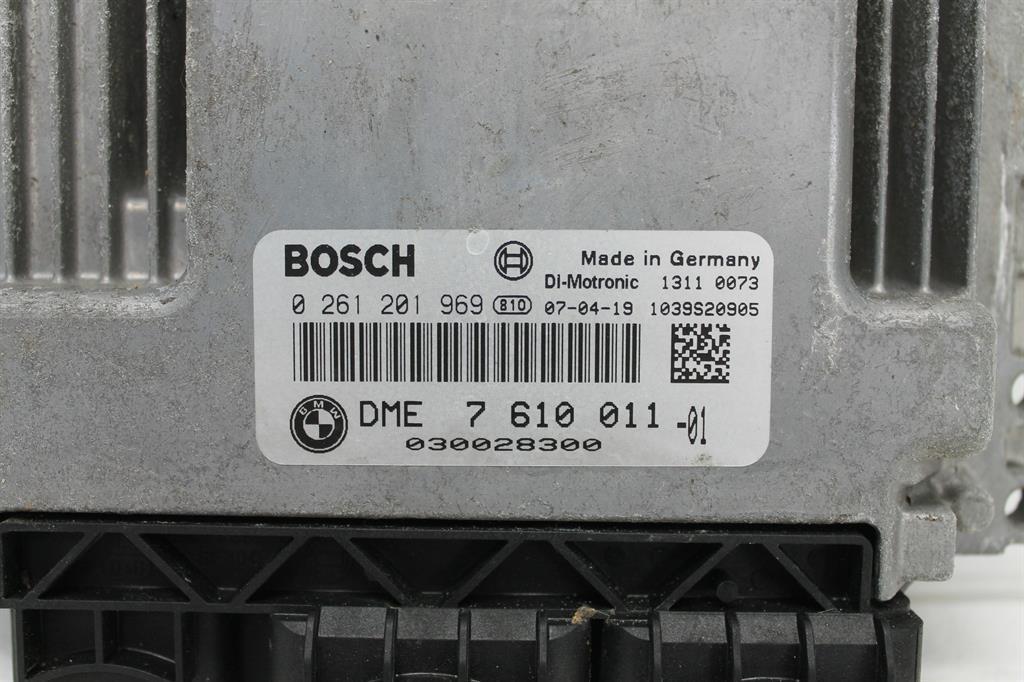 BOSCH Made in Germany
DI-Motronic 1311 0073
0 261 201 969 810 07-04-19 1039S20905
BMW DME 7 610 011 -01
030028300